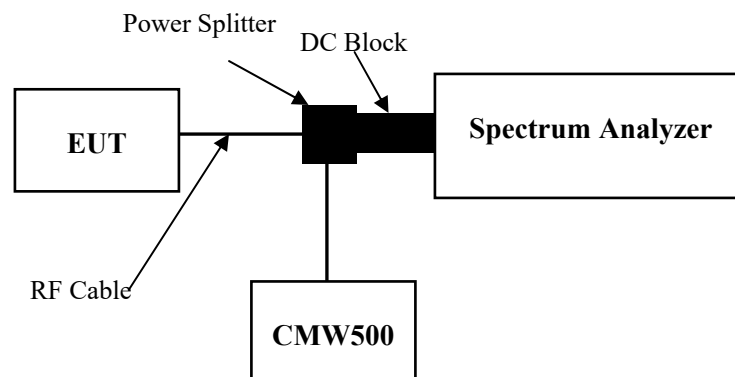 Power Splitter
DC Block
EUT
Spectrum Analyzer
RF Cable
CMW500